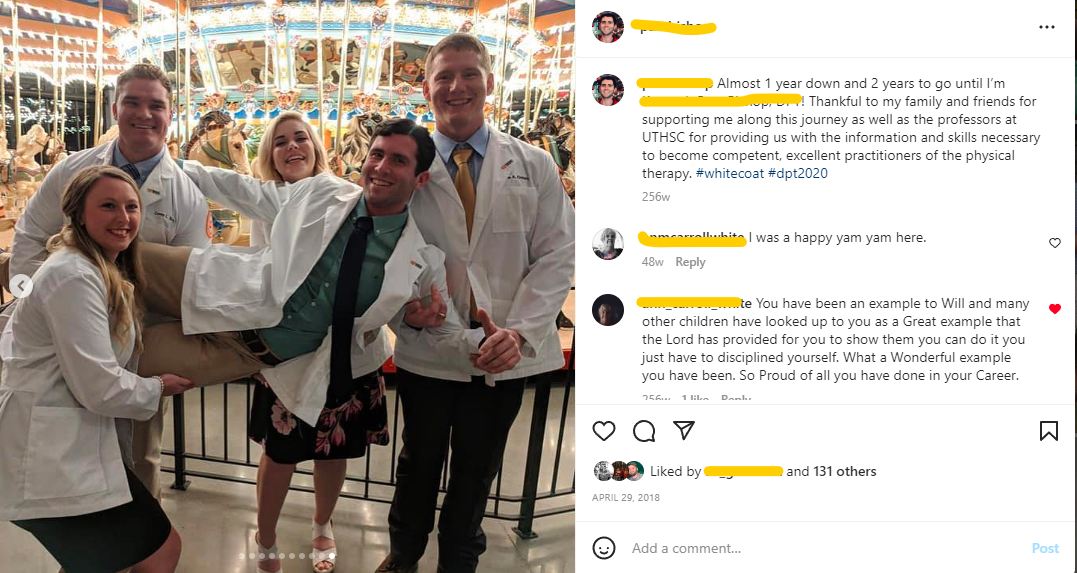 Almost 1 year down and 2 years to go until I'm
! Thankful to my family and friends for
supporting me along this journey as well as the professors at
UTHSC for providing us with the information and skills necessary
to become competent, excellent practitioners of the physical
therapy. #whitecoat #dpt2020
256w
I was a happy yam yam here.
48w Reply
You have been an example to Will and many
other children have looked up to you as a Great example that
the Lord has provided for you to show them you can do it you
just have to disciplined yourself. What a Wonderful example
you have been. So Proud of all you have done in your Career.
256w 1 like Reply
Liked by and 131 others
APRIL 29, 2018
Add a comment...
Post